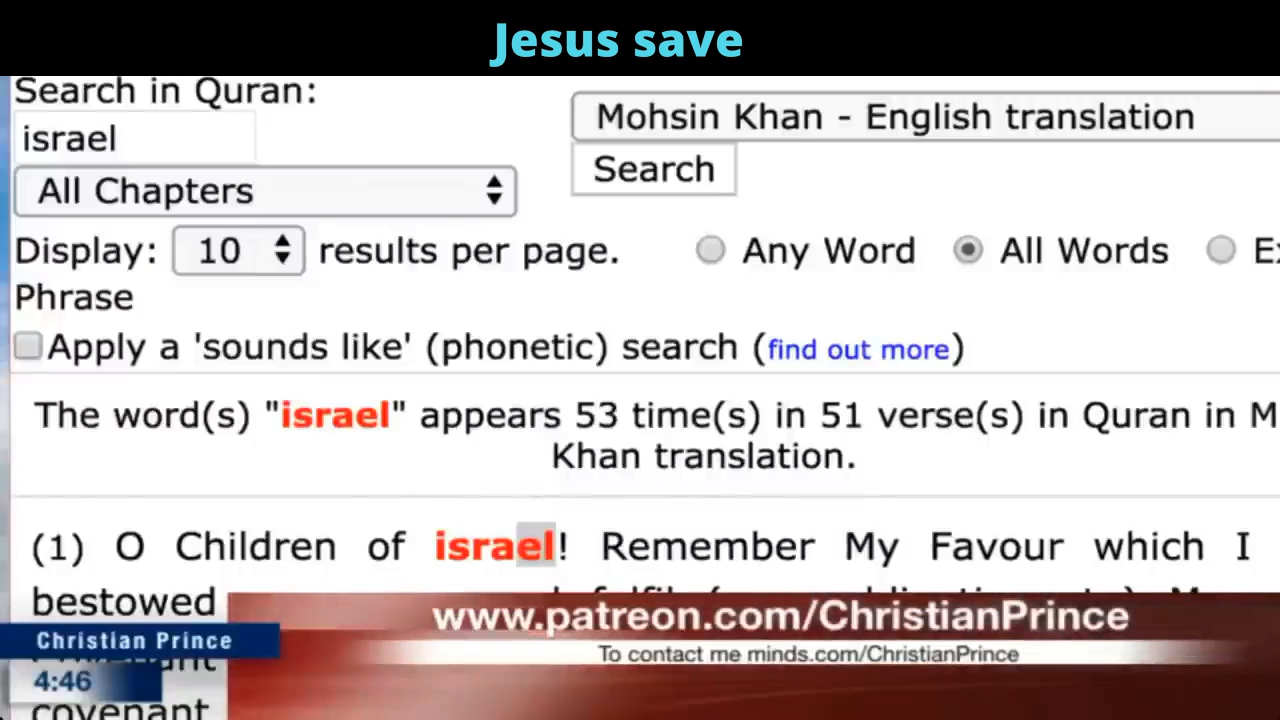 Jesus save
Search in Quran:
israel
Mohsin Khan - English translation
Search
All Chapters
Display: 10 results per page. Any Word All Words
Phrase
Apply a 'sounds like' (phonetic) search (find out more)
The word(s) "israel" appears 53 time(s) in 51 verse(s) in Quran in
Khan translation.
(1) O Children of israel! Remember My Favour which I
bestowed
www.patreon.com/ChristianPrince
Christian Prince
To contact me minds.com/ChristianPrince
4:46
covenant